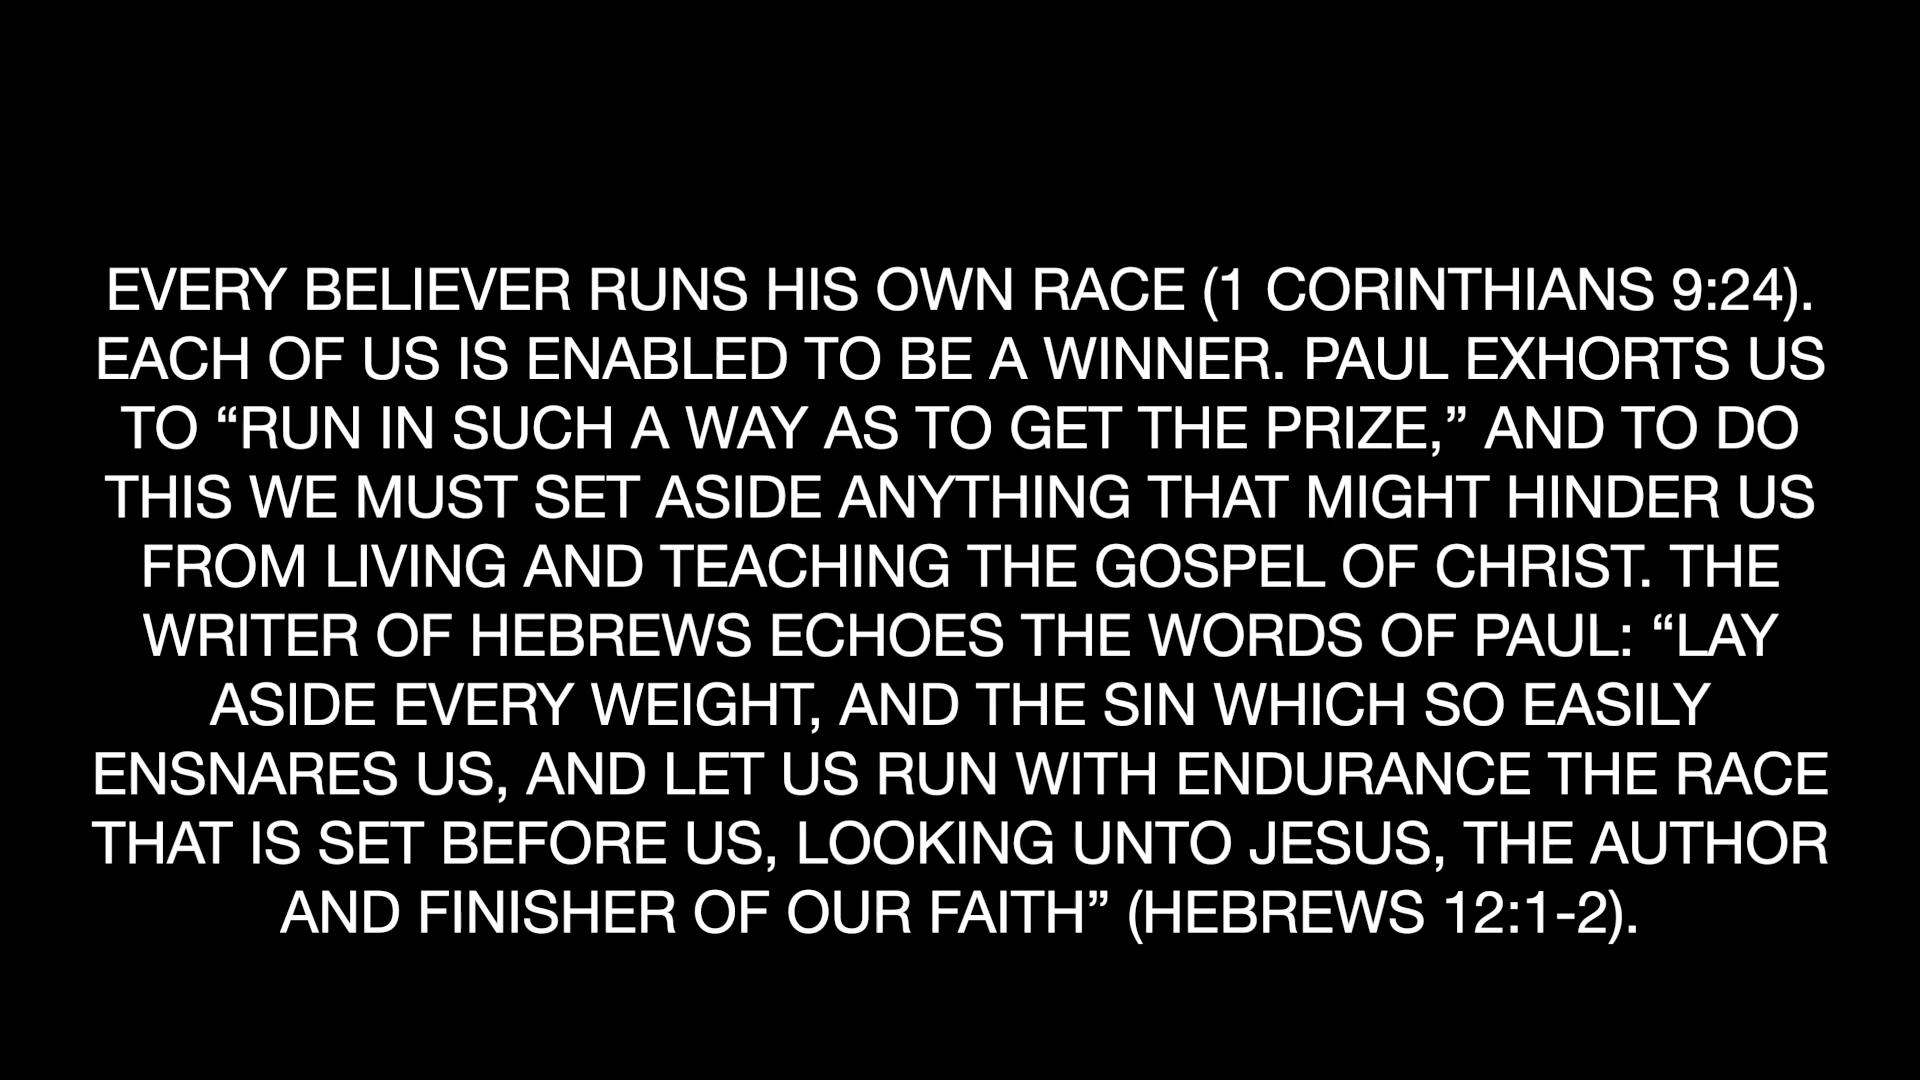 EVERY BELIEVER RUNS HIS OWN RACE (1 CORINTHIANS 9:24).
EACH OF US IS ENABLED TO BE A WINNER. PAUL EXHORTS US
TO “RUN IN SUCH A WAY AS TO GET THE PRIZE,” AND TO DO
THIS WE MUST SET ASIDE ANYTHING THAT MIGHT HINDER US
FROM LIVING AND TEACHING THE GOSPEL OF CHRIST. THE
WRITER OF HEBREWS ECHOES THE WORDS OF PAUL: “LAY
ASIDE EVERY WEIGHT, AND THE SIN WHICH SO EASILY
ENSNARES US, AND LET US RUN WITH ENDURANCE THE RACE
THAT IS SET BEFORE US, LOOKING UNTO JESUS, THE AUTHOR
AND FINISHER OF OUR FAITH” (HEBREWS 12:1-2).